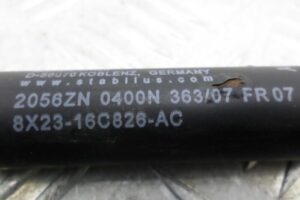 D-56070 KOBLENZ, GERMANY
www.stabilus.com
2056ZN 0400N 363/07 FR07
8X23-16C826-AC